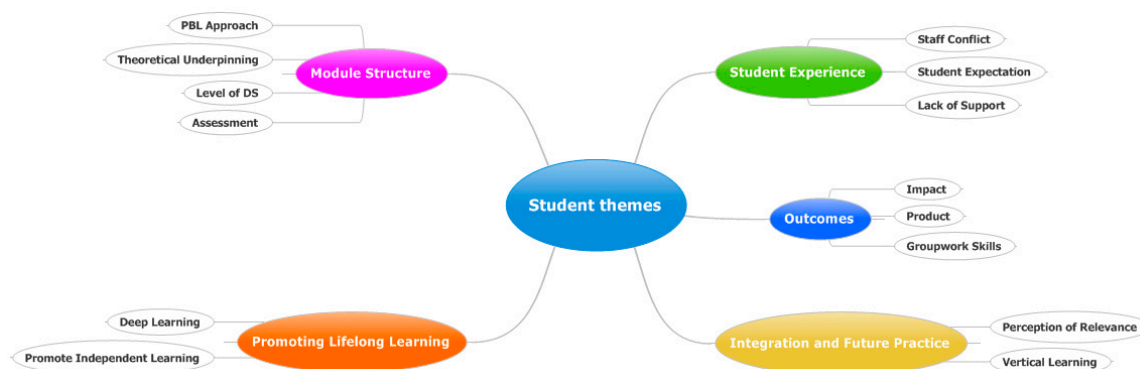 PBL Approach
Theoretical Underpinning
Module Structure
Level of DS
Assessment
Staff Conflict
Student Experience
Student Expectation
Lack of Support
Student themes
Impact
Outcomes
Product
Groupwork Skills
Deep Learning
Promoting Lifelong Learning
Promote Independent Learning
Perception of Relevance
Integration and Future Practice
Vertical Learning